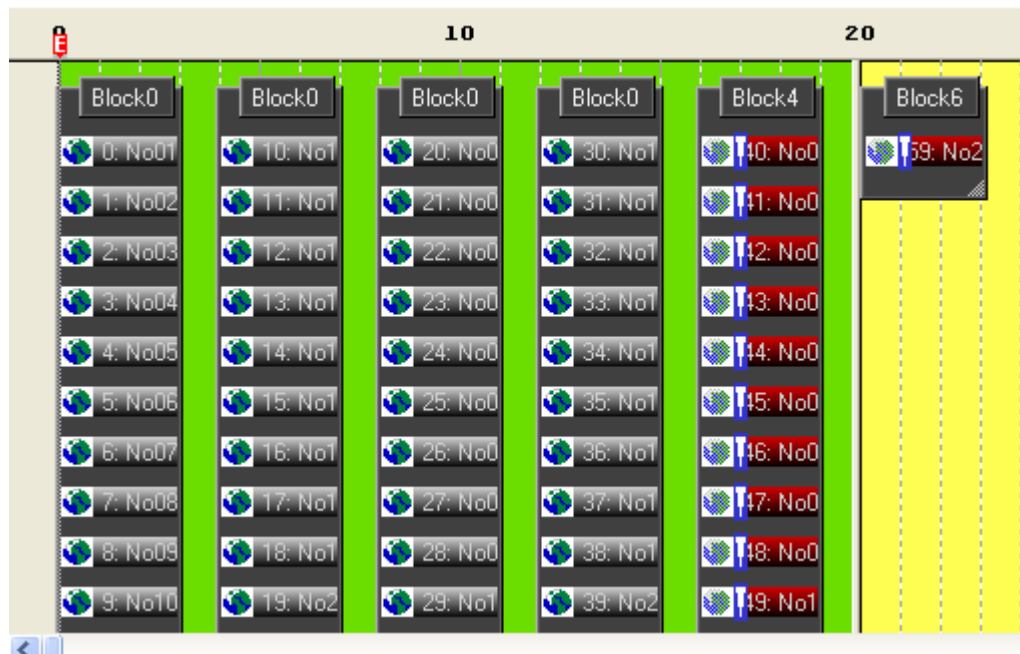 0 10 20
E
Block0 Block0 Block0 Block0 Block4 Block6
0: No01 10: No1 20: No0 30: No1 40: No0 59: No2
1: No02 11: No1 21: No0 31: No1 41: No0
2: No03 12: No1 22: No0 32: No1 42: No0
3: No04 13: No1 23: No0 33: No1 43: No0
4: No05 14: No1 24: No0 34: No1 44: No0
5: No06 15: No1 25: No0 35: No1 45: No0
6: No07 16: No1 26: No0 36: No1 46: No0
7: No08 17: No1 27: No0 37: No1 47: No0
8: No09 18: No1 28: No0 38: No1 48: No0
9: No10 19: No2 29: No1 39: No2 49: No1